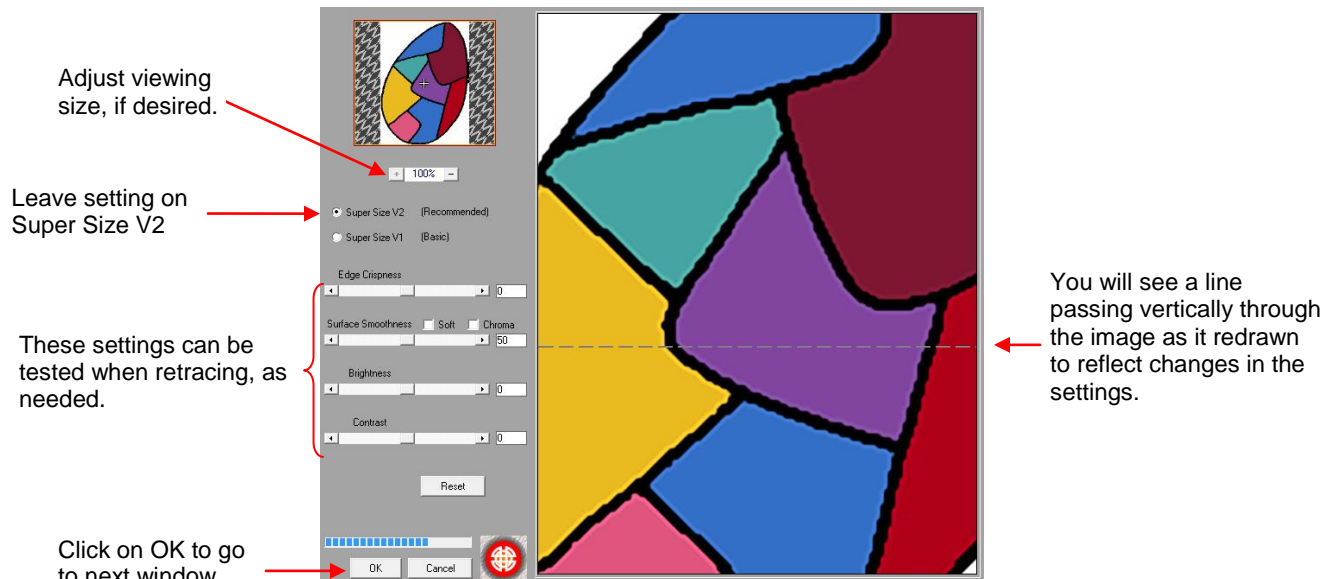 Adjust viewing
size, if desired.
+ 100% -
Leave setting on
Super Size V2
Super Size V2 (Recommended)
Super Size V1 (Basic)
Edge Crispness
0
Surface Smoothness Soft Chroma
50
These settings can be
tested when retracing, as
needed.
Brightness
0
Contrast
0
You will see a line
passing vertically through
the image as it redrawn
to reflect changes in the
settings.
Reset
Click on OK to go
to next window
OK Cancel